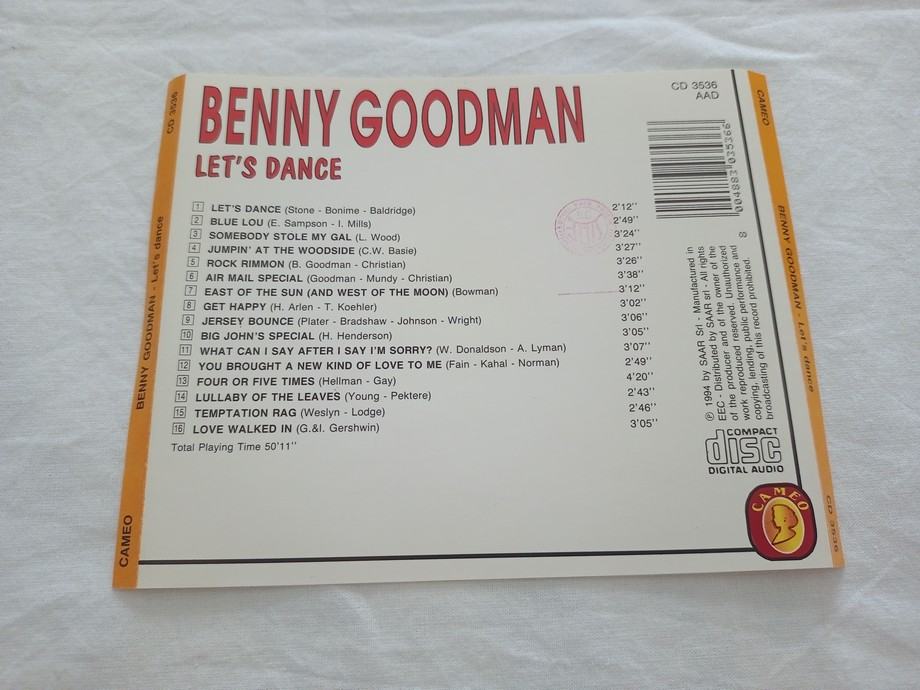 CD 3536
BENNY GOODMAN - Let's dance
CAMEO
BENNY GOODMAN
LET'S DANCE
CD 3536
AAD
1 LET'S DANCE (Stone - Bonime - Baldridge) 2'12''
2 BLUE LOU (E. Sampson - I. Mills) 2'49''
3 SOMEBODY STOLE MY GAL (L. Wood) 3'24''
4 JUMPIN' AT THE WOODSIDE (C.W. Basie) 3'27''
5 ROCK RIMMON (B. Goodman - Christian) 3'26''
6 AIR MAIL SPECIAL (Goodman - Mundy - Christian) 3'38''
7 EAST OF THE SUN (AND WEST OF THE MOON) (Bowman) 3'12''
8 GET HAPPY (H. Arlen - T. Koehler) 3'02''
9 JERSEY BOUNCE (Plater - Bradshaw - Johnson - Wright) 3'06''
10 BIG JOHN'S SPECIAL (H. Henderson) 3'05''
11 WHAT CAN I SAY AFTER I SAY I'M SORRY? (W. Donaldson - A. Lyman) 3'07''
12 YOU BROUGHT A NEW KIND OF LOVE TO ME (Fain - Kahal - Norman) 2'49''
13 FOUR OR FIVE TIMES (Hellman - Gay) 4'20''
14 LULLABY OF THE LEAVES (Young - Pektere) 2'43''
15 TEMPTATION RAG (Weslyn - Lodge) 2'46''
16 LOVE WALKED IN (G.&I. Gershwin) 3'05''
Total Playing Time 50'11''
8 004883 035366
℗ 1994 by SAAR Srl - Manufactured in
EEC - Distributed by SAAR srl - All rights
of the producer and of the owner of the
work reproduced reserved. Unauthorized
copying, lending, public performance and
broadcasting of this record prohibited.
COMPACT
disc
DIGITAL AUDIO
CAMEO
CAMEO
BENNY GOODMAN - Let's dance
CD 3536